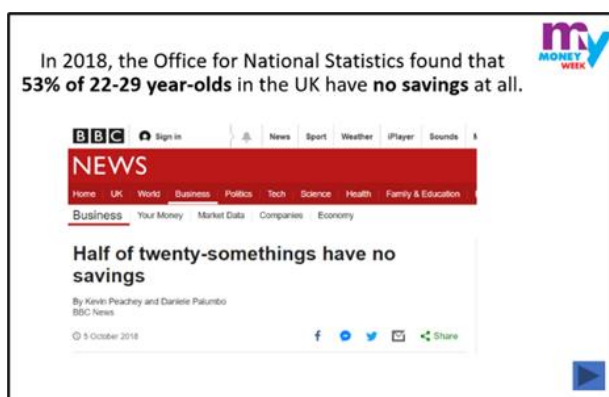 my
MONEY
WEEK
In 2018, the Office for National Statistics found that
53% of 22-29 year-olds in the UK have no savings at all.
BBC Sign in News Sport Weather iPlayer Sounds
NEWS
Home UK World Business Politics Tech Science Health Family & Education
Business Your Money Market Data Companies Economy
Half of twenty-somethings have no
savings
By Kevin Peachey and Daniele Palumbo
BBC News
5 October 2018 Share